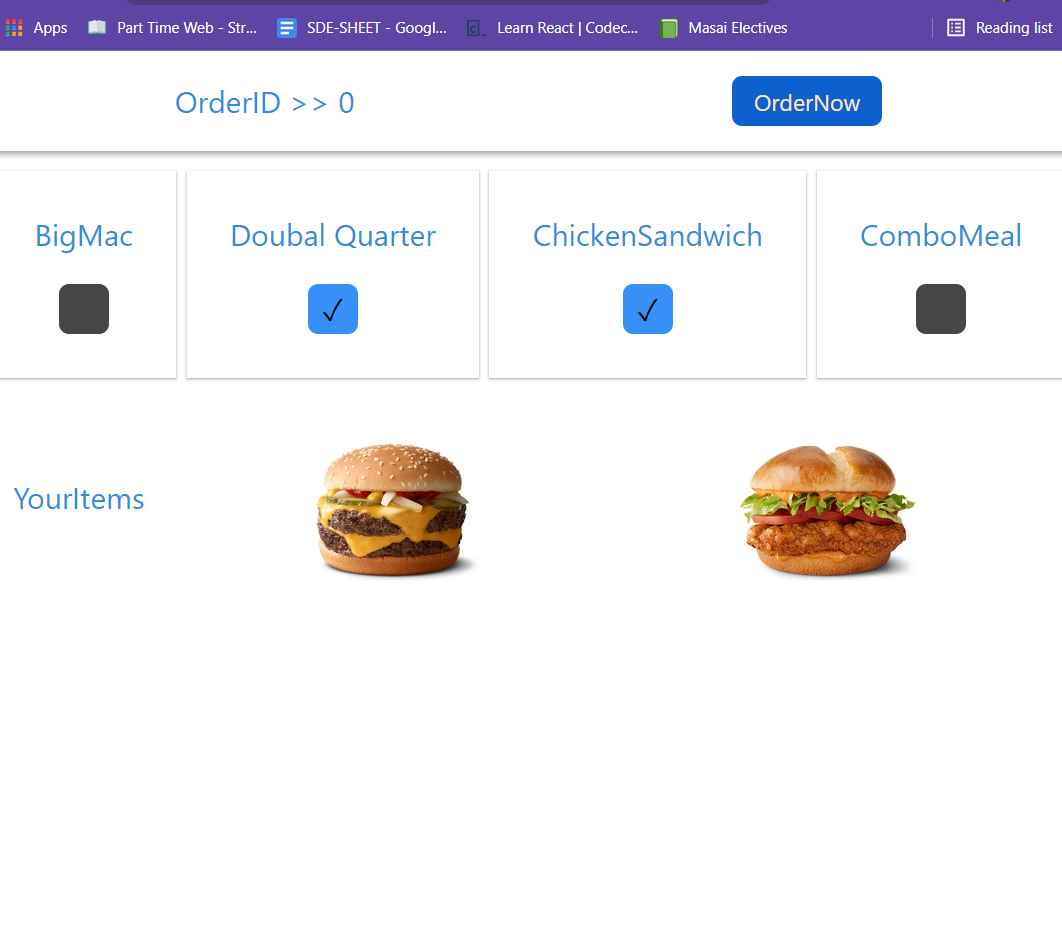 Apps Part Time Web - Str... SDE-SHEET - Googl... Learn React | Codec... Masai Electives Reading list
OrderID >> 0 OrderNow
BigMac Doubal Quarter ChickenSandwich ComboMeal
✓ ✓
YourItems